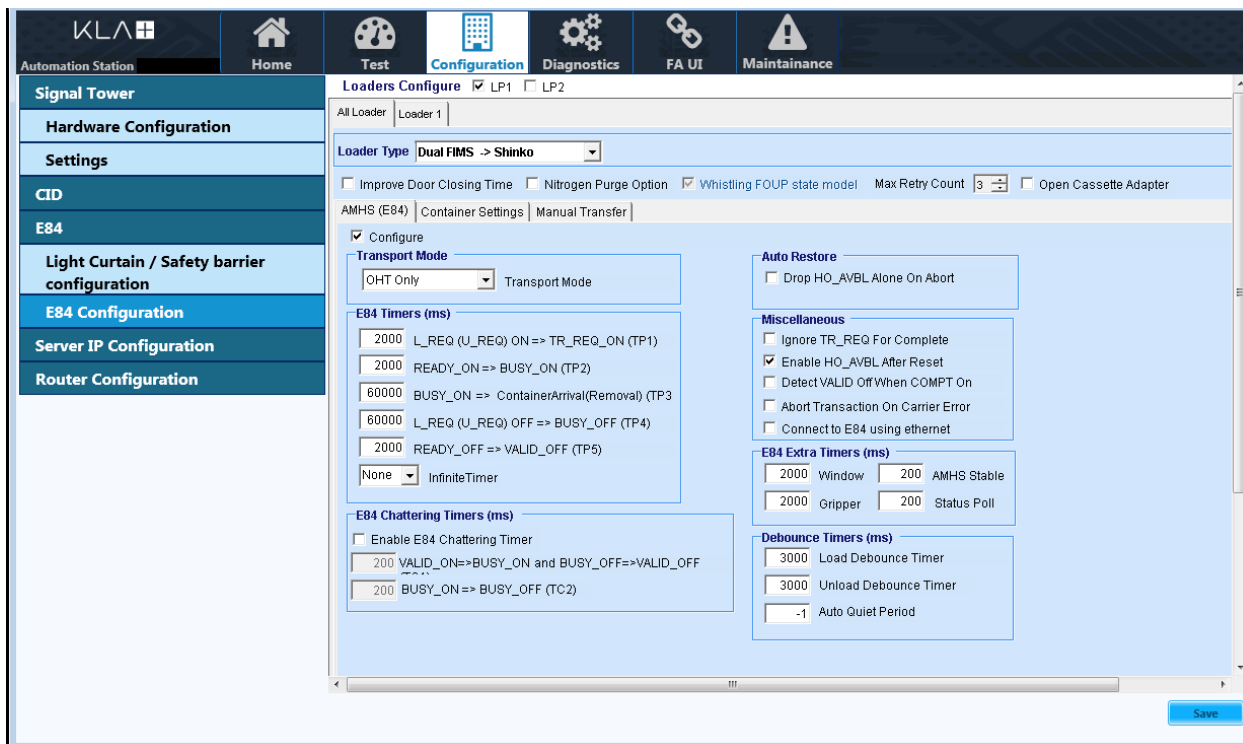 KLA+
Automation Station
Home
Test
Configuration
Diagnostics
FA UI
Maintainance
Signal Tower
Hardware Configuration
Settings
CID
E84
Light Curtain / Safety barrier
configuration
E84 Configuration
Server IP Configuration
Router Configuration
Loaders Configure LP1 LP2
All Loader Loader 1
Loader Type Dual FIMS -> Shinko
Improve Door Closing Time Nitrogen Purge Option Whistling FOUP state model Max Retry Count 3 Open Cassette Adapter
AMHS (E84) Container Settings Manual Transfer
Configure
Transport Mode
OHT Only Transport Mode
E84 Timers (ms)
2000 L_REQ (U_REQ) ON => TR_REQ_ON (TP1)
2000 READY_ON => BUSY_ON (TP2)
60000 BUSY_ON => ContainerArrival(Removal) (TP3
60000 L_REQ (U_REQ) OFF => BUSY_OFF (TP4)
2000 READY_OFF => VALID_OFF (TP5)
None InfiniteTimer
E84 Chattering Timers (ms)
Enable E84 Chattering Timer
200 VALID_ON=>BUSY_ON and BUSY_OFF=>VALID_OFF
200 BUSY_ON => BUSY_OFF (TC2)
Auto Restore
Drop HO_AVBL Alone On Abort
Miscellaneous
Ignore TR_REQ For Complete
Enable HO_AVBL After Reset
Detect VALID Off When COMPT On
Abort Transaction On Carrier Error
Connect to E84 using ethernet
E84 Extra Timers (ms)
2000 Window 200 AMHS Stable
2000 Gripper 200 Status Poll
Debounce Timers (ms)
3000 Load Debounce Timer
3000 Unload Debounce Timer
-1 Auto Quiet Period
Save